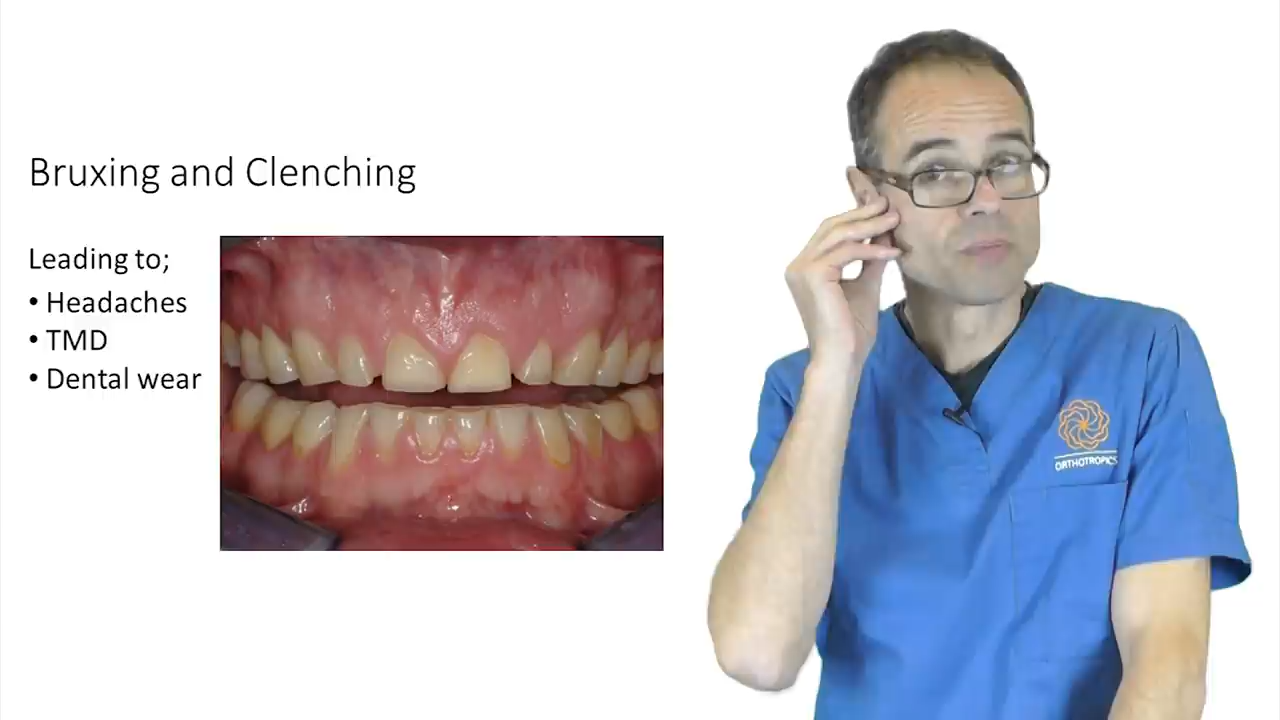 Bruxing and Clenching
Leading to;
• Headaches
• TMD
• Dental wear
ORTHOTROPICS